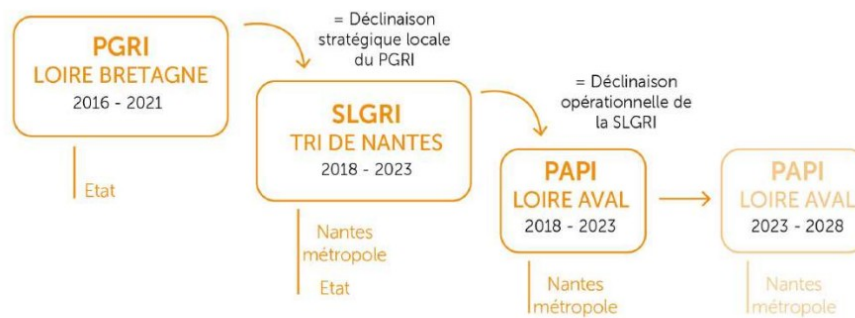 PGRI
LOIRE BRETAGNE
2016 - 2021
Etat
= Déclinaison
stratégique locale
du PGRI
SLGRI
TRI DE NANTES
2018 - 2023
Nantes
métropole
Etat
= Déclinaison
opérationnelle de
la SLGRI
PAPI
LOIRE AVAL
2018 - 2023
Nantes
métropole
PAPI
LOIRE AVAL
2023 - 2028
Nantes
métropole